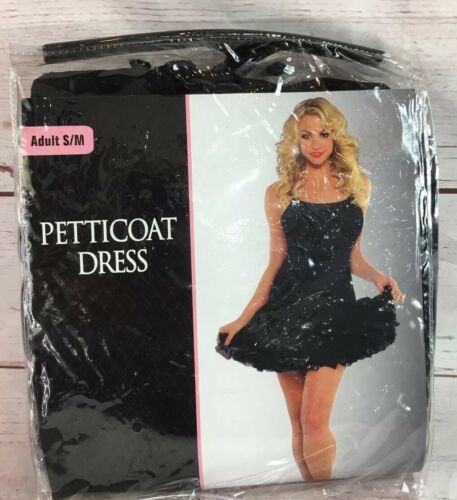 Adult S/M
PETTICOAT
DRESS